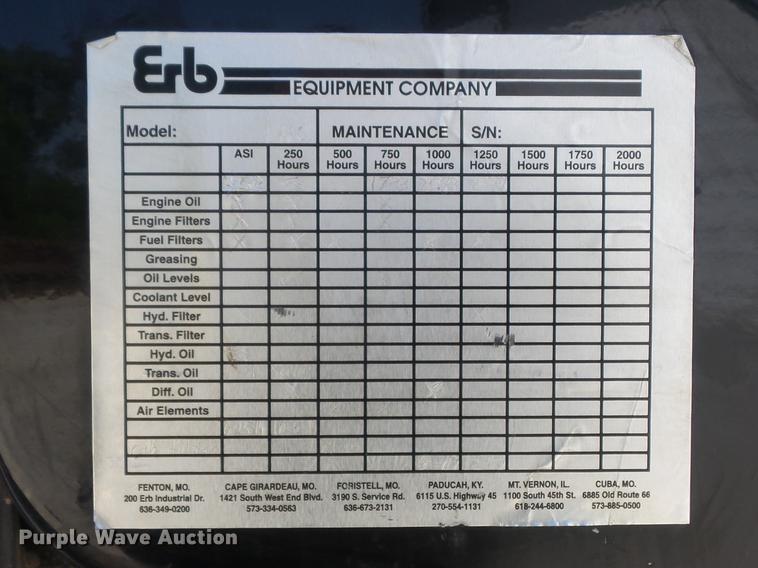 Erb
EQUIPMENT COMPANY
Model: MAINTENANCE S/N:
ASI 250 Hours 500 Hours 750 Hours 1000 Hours 1250 Hours 1500 Hours 1750 Hours 2000 Hours
Engine Oil
Engine Filters
Fuel Filters
Greasing
Oil Levels
Coolant Level
Hyd. Filter
Trans. Filter
Hyd. Oil
Trans. Oil
Diff. Oil
Air Elements
FENTON, MO. CAPE GIRARDEAU, MO. FORISTELL, MO. PADUCAH, KY. MT. VERNON, IL. CUBA, MO.
200 Erb Industrial Dr. 1421 South West End Blvd. 3190 S. Service Rd. 6115 U.S. Highway 45 1100 South 45th St. 6885 Old Route 66
636-349-0200 573-334-0563 636-673-2131 270-554-1131 618-244-6800 573-885-0500
Purple Wave Auction